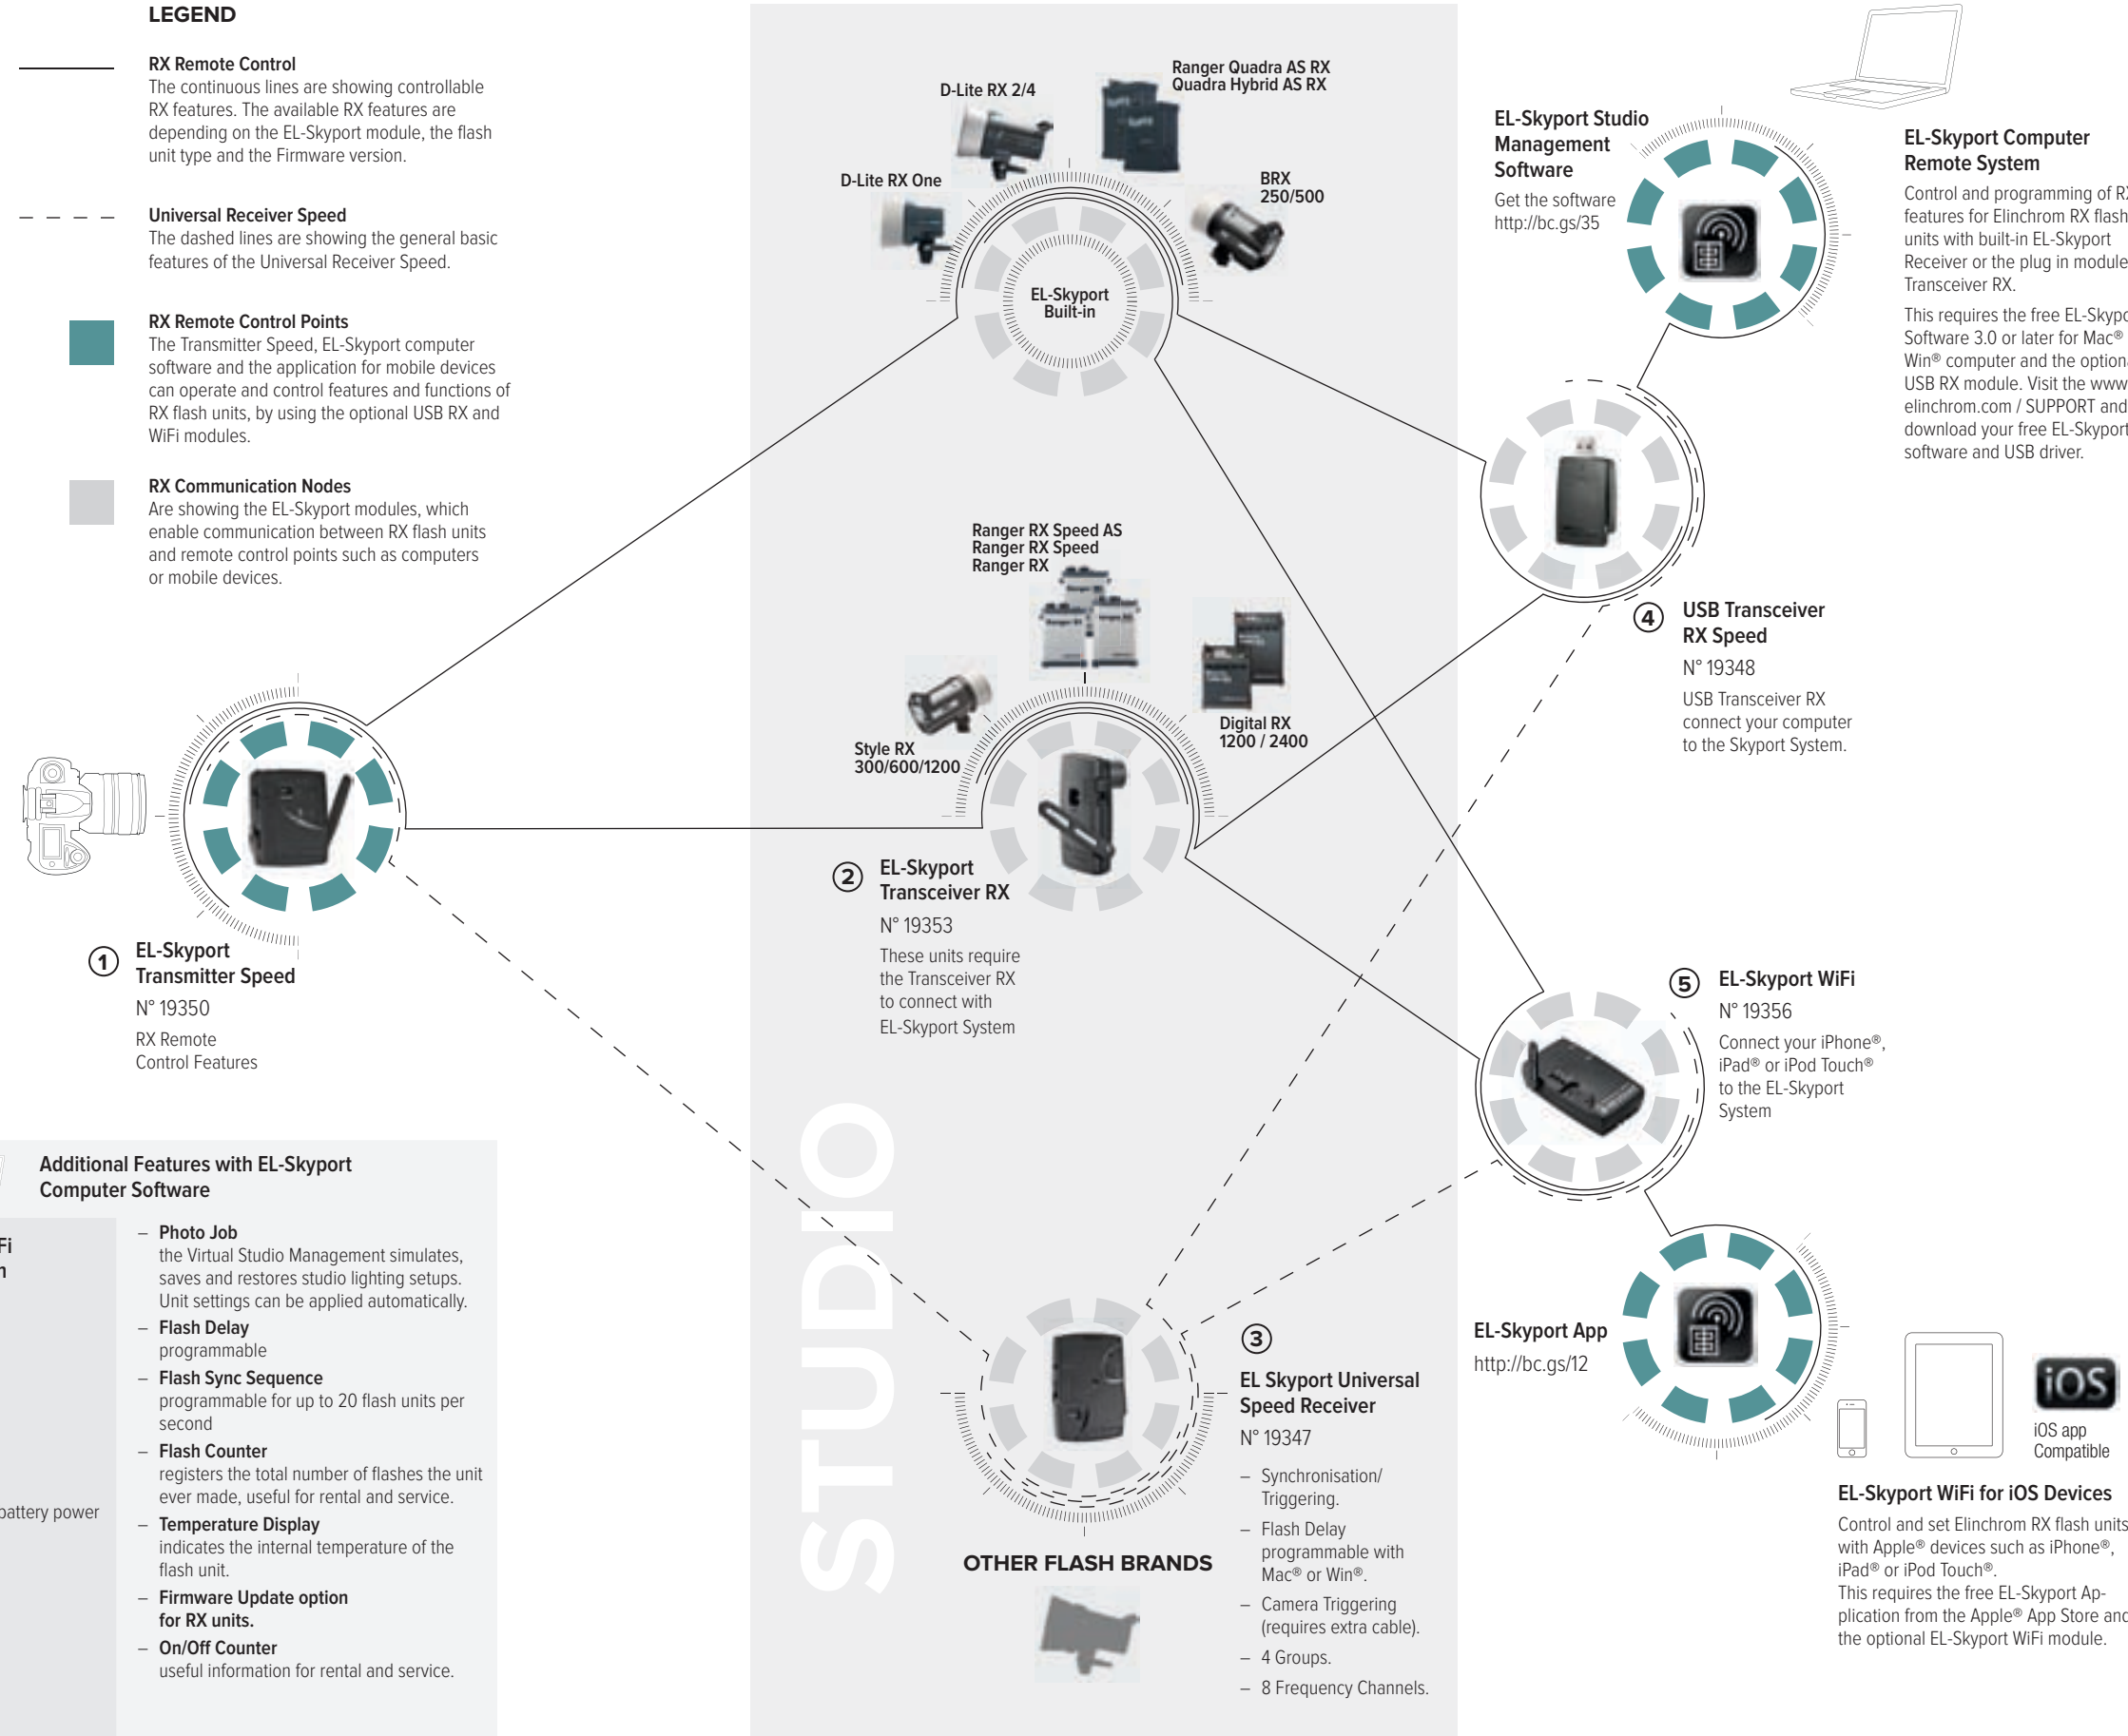 LEGEND
RX Remote Control
The continuous lines are showing controllable
RX features. The available RX features are
depending on the EL-Skyport module, the flash
unit type and the Firmware version.
Universal Receiver Speed
The dashed lines are showing the general basic
features of the Universal Receiver Speed.
RX Remote Control Points
The Transmitter Speed, EL-Skyport computer
software and the application for mobile devices
can operate and control features and functions of
RX flash units, by using the optional USB RX and
WiFi modules.
RX Communication Nodes
Are showing the EL-Skyport modules, which
enable communication between RX flash units
and remote control points such as computers
or mobile devices.
1
EL-Skyport
Transmitter Speed
N° 19350
RX Remote
Control Features
Additional Features with EL-Skyport
Computer Software
– Photo Job
the Virtual Studio Management simulates,
saves and restores studio lighting setups.
Unit settings can be applied automatically.
– Flash Delay
programmable
– Flash Sync Sequence
programmable for up to 20 flash units per
second
– Flash Counter
registers the total number of flashes the unit
ever made, useful for rental and service.
– Temperature Display
indicates the internal temperature of the
flash unit.
– Firmware Update option
for RX units.
– On/Off Counter
useful information for rental and service.
battery power
STUDIO
D-Lite RX One
D-Lite RX 2/4
Ranger Quadra AS RX
Quadra Hybrid AS RX
BRX
250/500
EL-Skyport
Built-in
Ranger RX Speed AS
Ranger RX Speed
Ranger RX
Style RX
300/600/1200
Digital RX
1200 / 2400
2
EL-Skyport
Transceiver RX
N° 19353
These units require
the Transceiver RX
to connect with
EL-Skyport System
3
EL Skyport Universal
Speed Receiver
N° 19347
– Synchronisation/
Triggering.
– Flash Delay
programmable with
Mac® or Win®.
– Camera Triggering
(requires extra cable).
– 4 Groups.
– 8 Frequency Channels.
OTHER FLASH BRANDS
EL-Skyport Studio
Management
Software
Get the software
http://bc.gs/35
EL-Skyport Computer
Remote System
Control and programming of RX
features for Elinchrom RX flash
units with built-in EL-Skyport
Receiver or the plug in module
Transceiver RX.
This requires the free EL-Skypo
Software 3.0 or later for Mac®
Win® computer and the optiona
USB RX module. Visit the www
elinchrom.com / SUPPORT and
download your free EL-Skyport
software and USB driver.
4
USB Transceiver
RX Speed
N° 19348
USB Transceiver RX
connect your computer
to the Skyport System.
5
EL-Skyport WiFi
N° 19356
Connect your iPhone®,
iPad® or iPod Touch®
to the EL-Skyport
System
EL-Skyport App
http://bc.gs/12
iOS
iOS app
Compatible
EL-Skyport WiFi for iOS Devices
Control and set Elinchrom RX flash units
with Apple® devices such as iPhone®,
iPad® or iPod Touch®.
This requires the free EL-Skyport Ap-
plication from the Apple® App Store and
the optional EL-Skyport WiFi module.